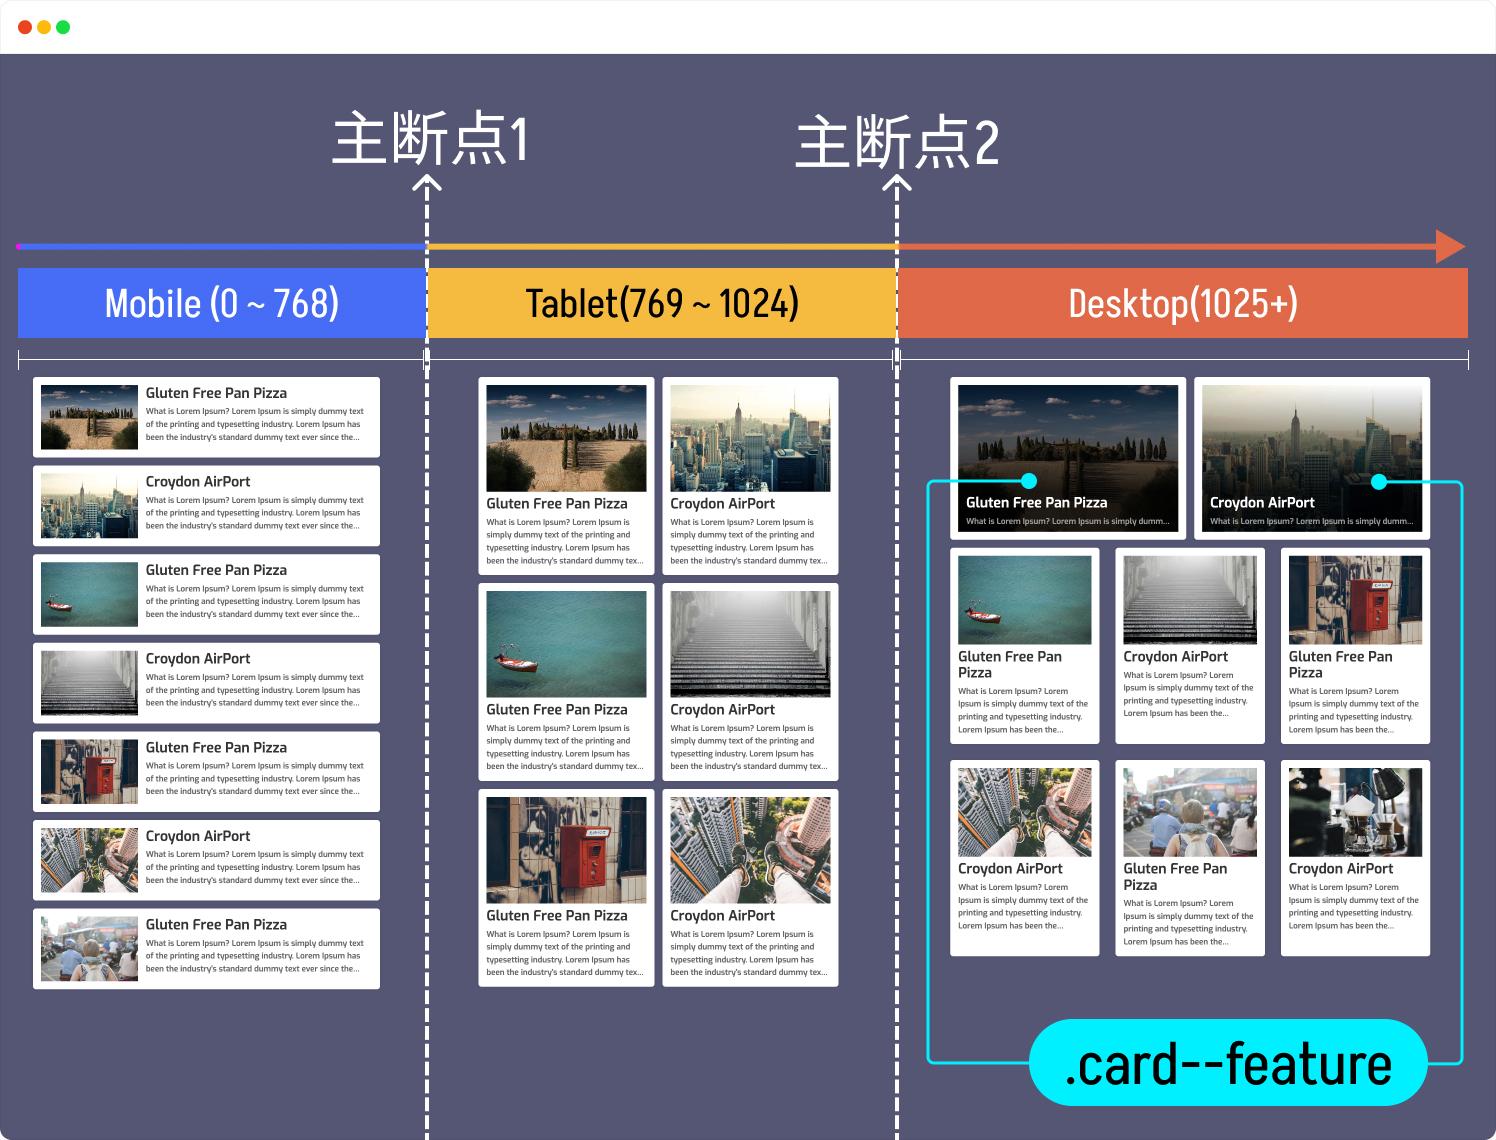 主断点1
主断点2
Mobile (0 ~ 768)
Tablet(769 ~ 1024)
Desktop(1025+)
Gluten Free Pan Pizza
What is Lorem Ipsum? Lorem Ipsum is simply dummy text
of the printing and typesetting industry. Lorem Ipsum has
been the industry's standard dummy text ever since the...
Croydon AirPort
What is Lorem Ipsum? Lorem Ipsum is simply dummy text
of the printing and typesetting industry. Lorem Ipsum has
been the industry's standard dummy text ever since the...
Gluten Free Pan Pizza
What is Lorem Ipsum? Lorem Ipsum is simply dummy text
of the printing and typesetting industry. Lorem Ipsum has
been the industry's standard dummy text ever since the...
Croydon AirPort
What is Lorem Ipsum? Lorem Ipsum is simply dummy text
of the printing and typesetting industry. Lorem Ipsum has
been the industry's standard dummy text ever since the...
Gluten Free Pan Pizza
What is Lorem Ipsum? Lorem Ipsum is simply dummy text
of the printing and typesetting industry. Lorem Ipsum has
been the industry's standard dummy text ever since the...
Croydon AirPort
What is Lorem Ipsum? Lorem Ipsum is simply dummy text
of the printing and typesetting industry. Lorem Ipsum has
been the industry's standard dummy text ever since the...
Gluten Free Pan Pizza
What is Lorem Ipsum? Lorem Ipsum is simply dummy text
of the printing and typesetting industry. Lorem Ipsum has
been the industry's standard dummy text ever since the...
Gluten Free Pan Pizza
What is Lorem Ipsum? Lorem Ipsum is
simply dummy text of the printing and
typesetting industry. Lorem Ipsum has
been the industry's standard dummy tex...
Croydon AirPort
What is Lorem Ipsum? Lorem Ipsum is
simply dummy text of the printing and
typesetting industry. Lorem Ipsum has
been the industry's standard dummy tex...
Gluten Free Pan Pizza
What is Lorem Ipsum? Lorem Ipsum is
simply dummy text of the printing and
typesetting industry. Lorem Ipsum has
been the industry's standard dummy tex...
Croydon AirPort
What is Lorem Ipsum? Lorem Ipsum is
simply dummy text of the printing and
typesetting industry. Lorem Ipsum has
been the industry's standard dummy tex...
Gluten Free Pan Pizza
What is Lorem Ipsum? Lorem Ipsum is
simply dummy text of the printing and
typesetting industry. Lorem Ipsum has
been the industry's standard dummy tex...
Croydon AirPort
What is Lorem Ipsum? Lorem Ipsum is
simply dummy text of the printing and
typesetting industry. Lorem Ipsum has
been the industry's standard dummy tex...
Gluten Free Pan Pizza
What is Lorem Ipsum? Lorem Ipsum is simply dumm...
Croydon AirPort
What is Lorem Ipsum? Lorem Ipsum is simply dumm...
Gluten Free Pan
Pizza
What is Lorem Ipsum? Lorem
Ipsum is simply dummy text of the
printing and typesetting industry.
Lorem Ipsum has been the...
Croydon AirPort
What is Lorem Ipsum? Lorem
Ipsum is simply dummy text of the
printing and typesetting industry.
Lorem Ipsum has been the...
Gluten Free Pan
Pizza
What is Lorem Ipsum? Lorem
Ipsum is simply dummy text of the
printing and typesetting industry.
Lorem Ipsum has been the...
Croydon AirPort
What is Lorem Ipsum? Lorem
Ipsum is simply dummy text of the
printing and typesetting industry.
Lorem Ipsum has been the...
Gluten Free Pan
Pizza
What is Lorem Ipsum? Lorem
Ipsum is simply dummy text of the
printing and typesetting industry.
Lorem Ipsum has been the...
Croydon AirPort
What is Lorem Ipsum? Lorem
Ipsum is simply dummy text of the
printing and typesetting industry.
Lorem Ipsum has been the...
.card--feature